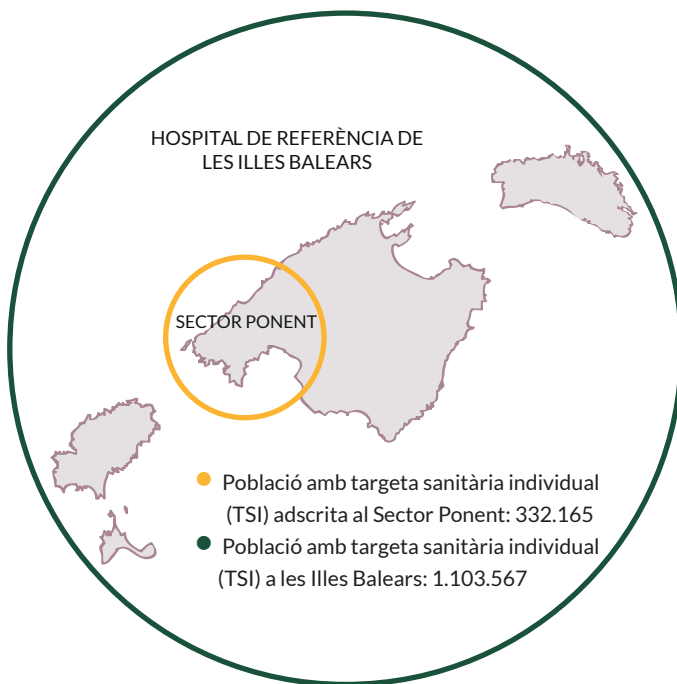 HOSPITAL DE REFERÈNCIA DE
LES ILLES BALEARS
SECTOR PONENT
Població amb targeta sanitària individual
(TSI) adscrita al Sector Ponent: 332.165
Població amb targeta sanitària individual
(TSI) a les Illes Balears: 1.103.567